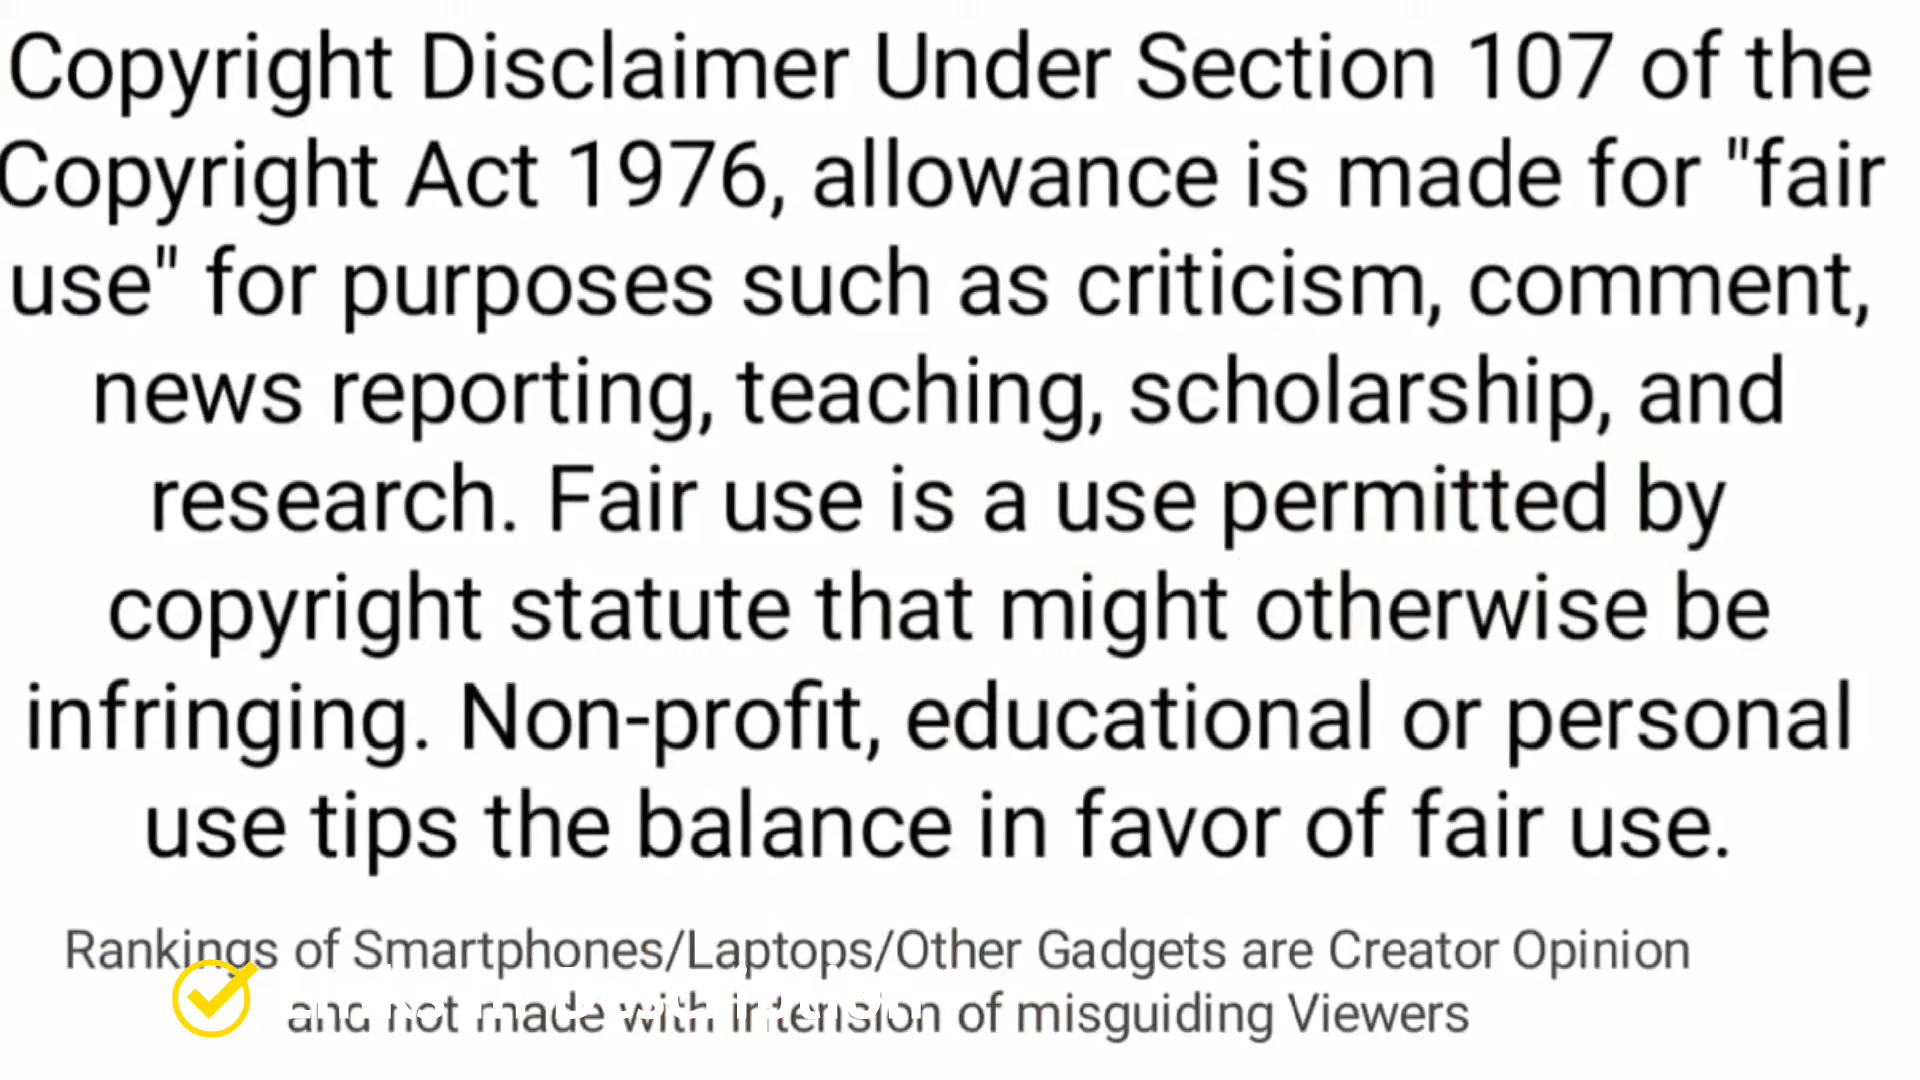 Copyright Disclaimer Under Section 107 of the
Copyright Act 1976, allowance is made for "fair
use" for purposes such as criticism, comment,
news reporting, teaching, scholarship, and
research. Fair use is a use permitted by
copyright statute that might otherwise be
infringing. Non-profit, educational or personal
use tips the balance in favor of fair use.
Rankings of Smartphones/Laptops/Other Gadgets are Creator Opinion
and not made with intension of misguiding Viewers